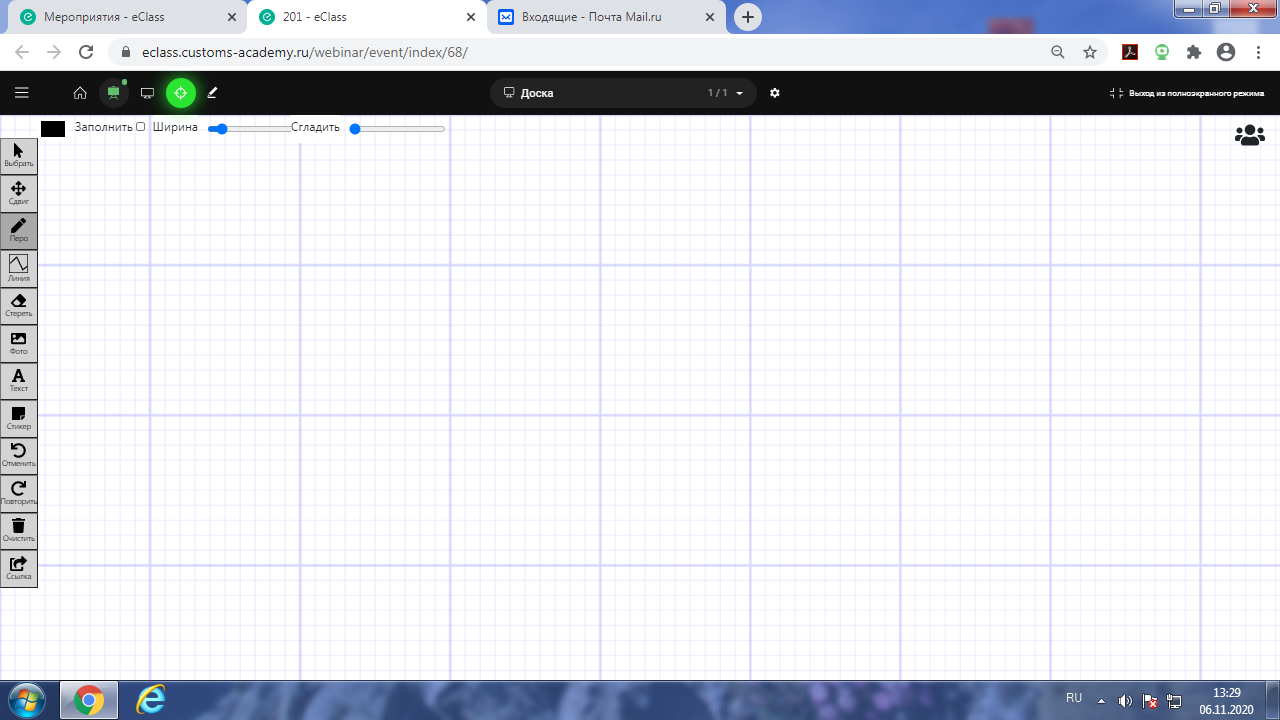 Мероприятия - eClass
201 - eClass
Входящие - Почта Mail.ru
eclass.customs-academy.ru/webinar/event/index/68/
Доска
1 / 1
Выход из полноэкранного режима
Заполнить
Ширина
Сгладить
Выбрать
Сдвиг
Перо
Линия
Стереть
Фото
Текст
Стикер
Отменить
Повторить
Очистить
Ссылка
RU
13:29
06.11.2020